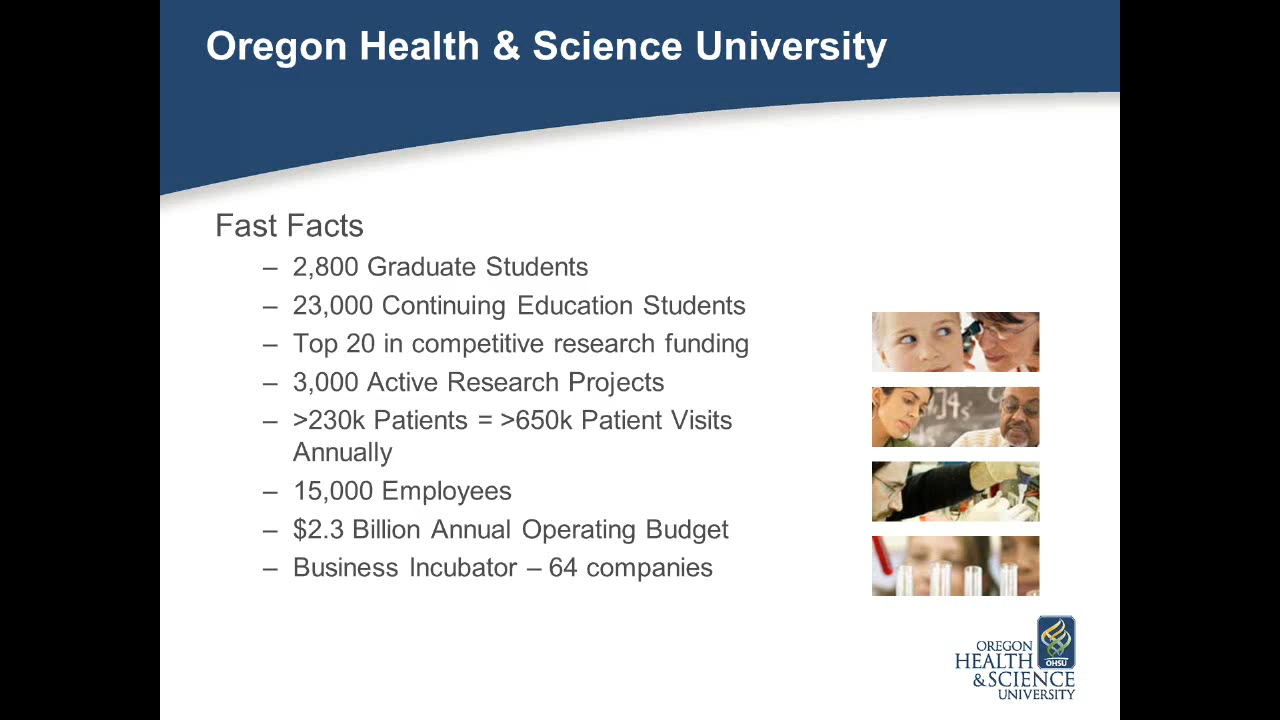 Oregon Health & Science University
Fast Facts
– 2,800 Graduate Students
– 23,000 Continuing Education Students
– Top 20 in competitive research funding
– 3,000 Active Research Projects
– >230k Patients = >650k Patient Visits
Annually
– 15,000 Employees
– $2.3 Billion Annual Operating Budget
– Business Incubator – 64 companies
OREGON
HEALTH
OHSU
&SCIENCE
UNIVERSITY